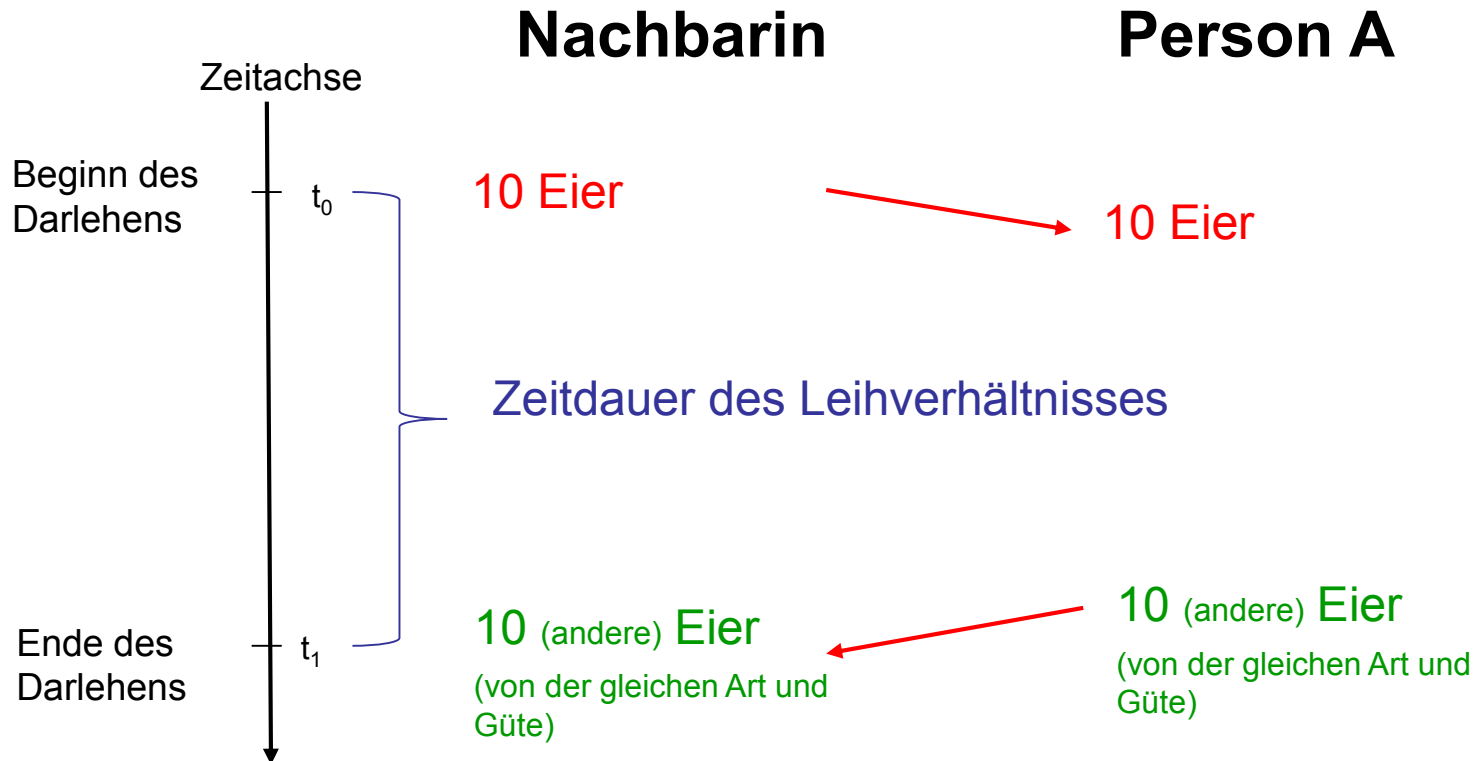 Nachbarin
Person A
Zeitachse
Beginn des
Darlehens
t₀
10 Eier
10 Eier
Zeitdauer des Leihverhältnisses
Ende des
Darlehens
t₁
10 (andere) Eier
(von der gleichen Art und
Güte)
10 (andere) Eier
(von der gleichen Art und
Güte)